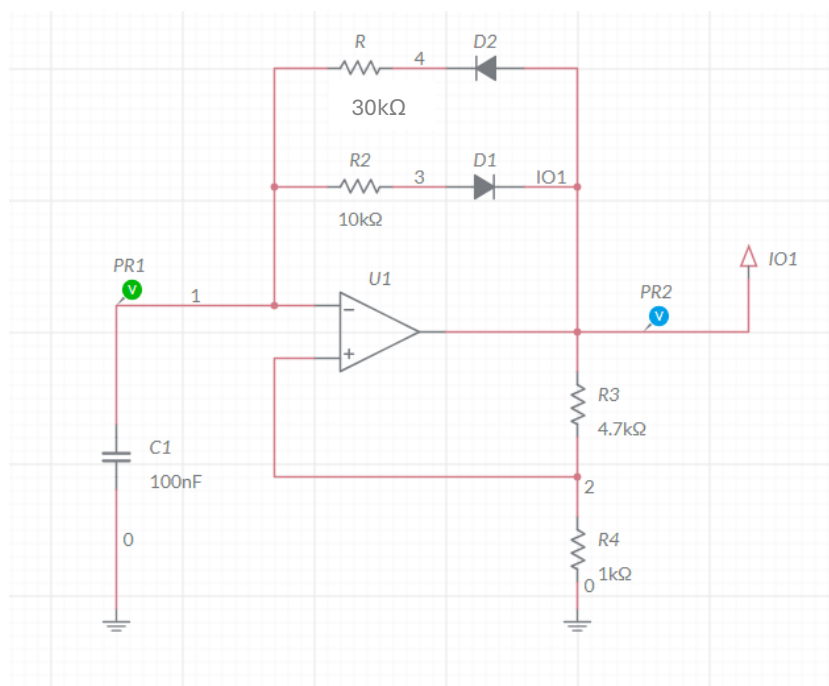 R
4
D2
30kΩ
R2
3
D1
IO1
10kΩ
PR1
V
1
U1
IO1
PR2
V
R3
4.7kΩ
C1
100nF
2
0
R4
1kΩ
0